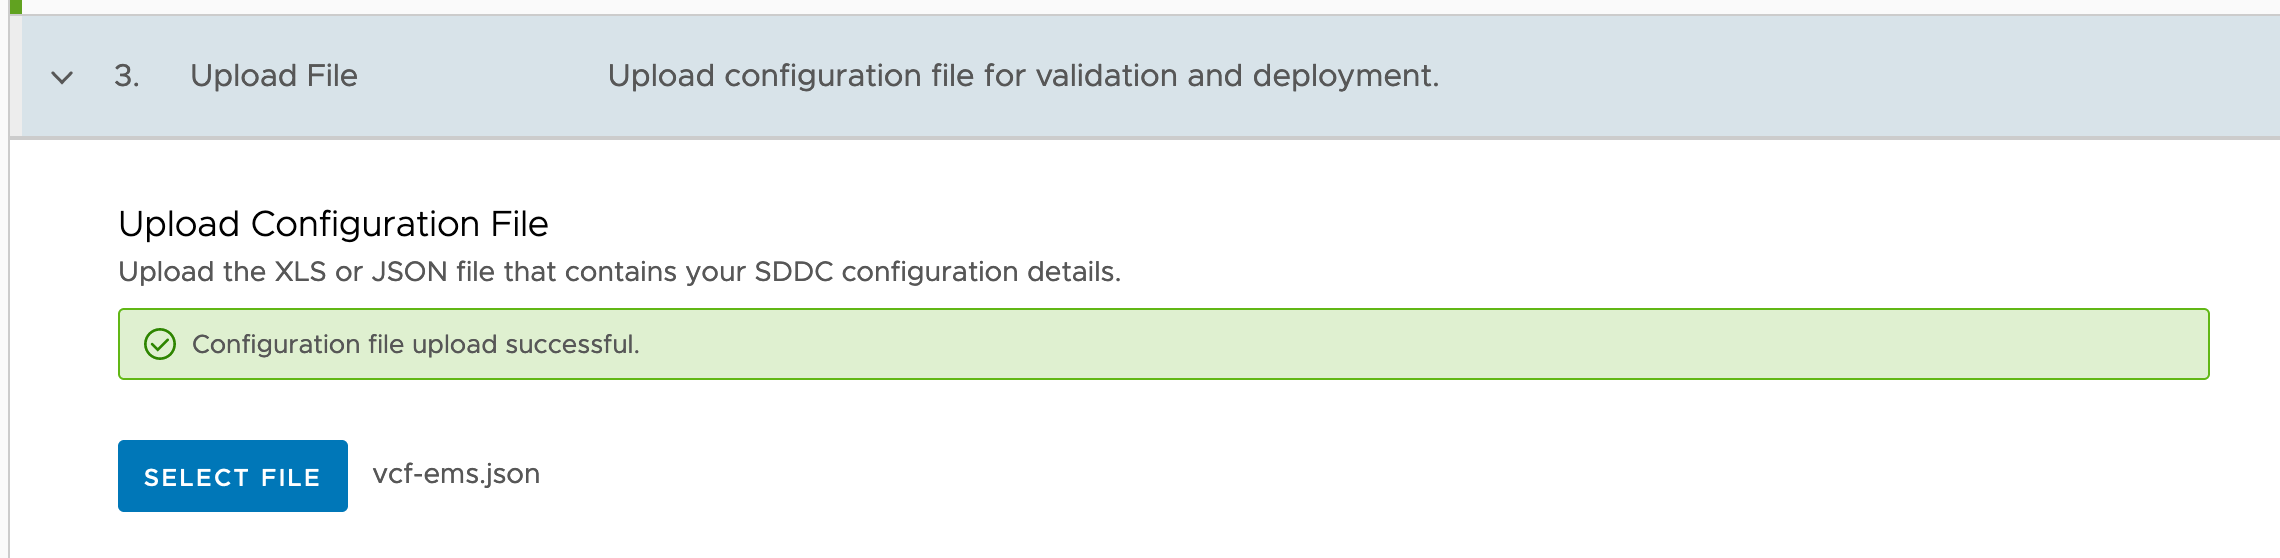 3. Upload File Upload configuration file for validation and deployment.
Upload Configuration File
Upload the XLS or JSON file that contains your SDDC configuration details.
Configuration file upload successful.
SELECT FILE vcf-ems.json